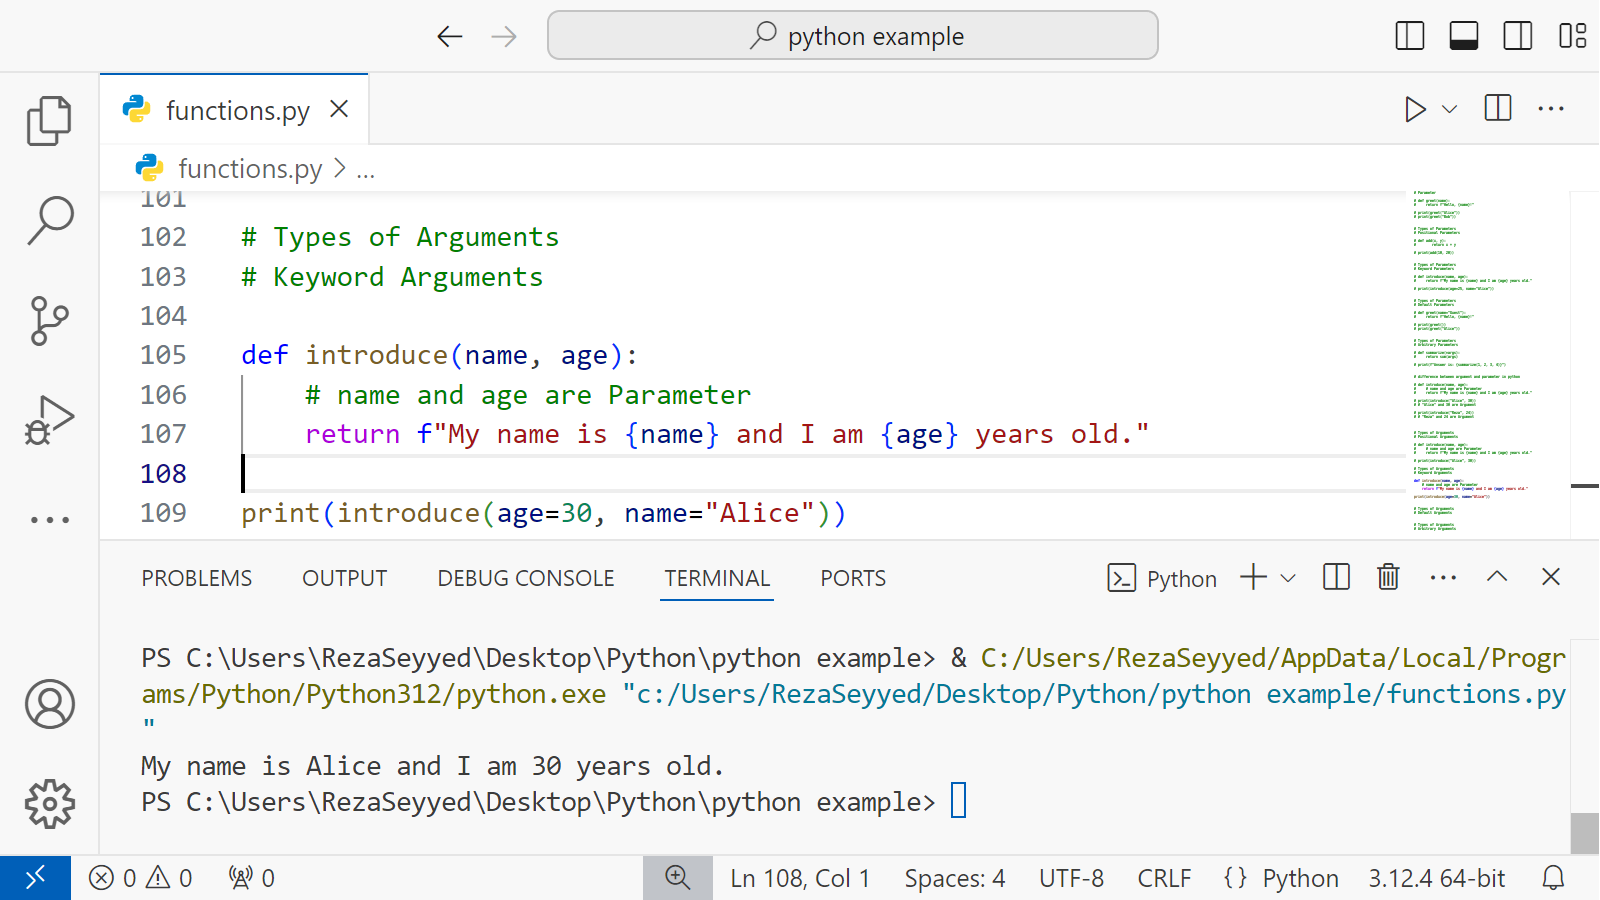 python example
functions.py
functions.py > ...
101
102 # Types of Arguments
103 # Keyword Arguments
104
105 def introduce(name, age):
106 # name and age are Parameter
107 return f"My name is {name} and I am {age} years old."
108
109 print(introduce(age=30, name="Alice"))
PROBLEMS OUTPUT DEBUG CONSOLE TERMINAL PORTS Python
PS C:\Users\RezaSeyyed\Desktop\Python\python example> & C:/Users/RezaSeyyed/AppData/Local/Progr
ams/Python/Python312/python.exe "c:/Users/RezaSeyyed/Desktop/Python/python example/functions.py
"
My name is Alice and I am 30 years old.
PS C:\Users\RezaSeyyed\Desktop\Python\python example>
0 0 0 Ln 108, Col 1 Spaces: 4 UTF-8 CRLF {} Python 3.12.4 64-bit